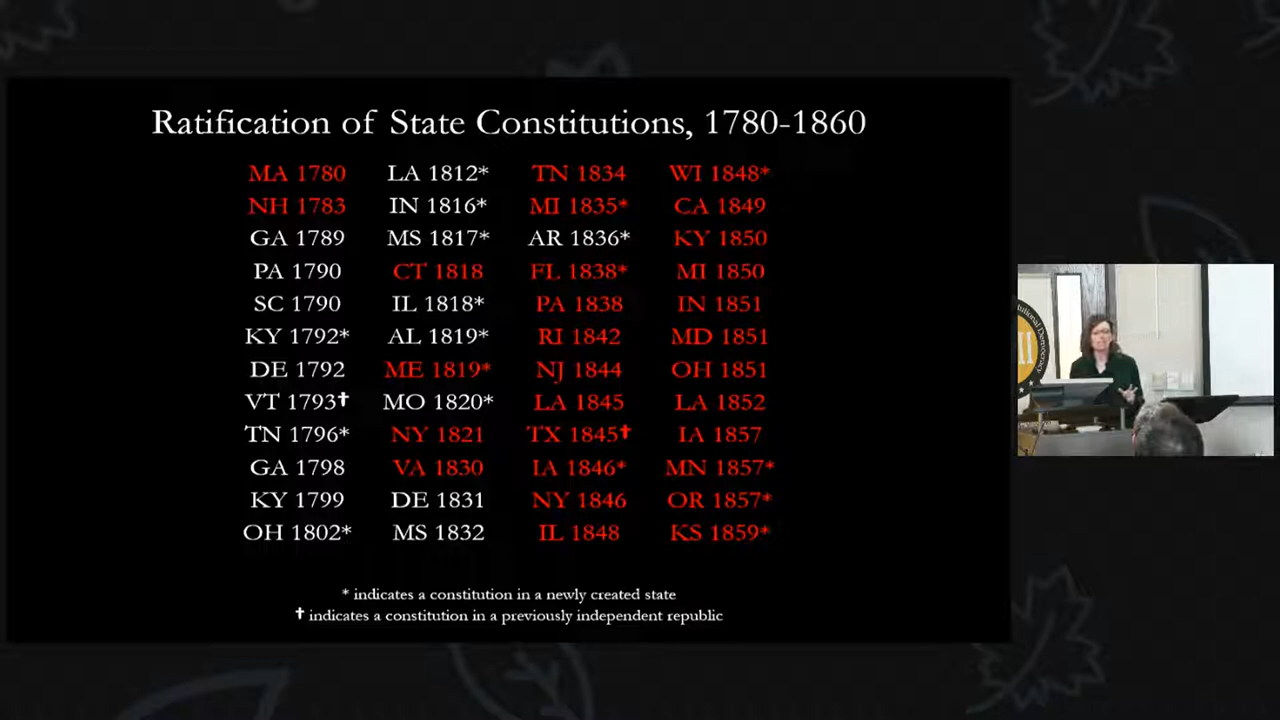 Ratification of State Constitutions, 1780-1860
MA 1780 LA 1812* TN 1834 WI 1848*
NH 1783 IN 1816* MI 1835* CA 1849
GA 1789 MS 1817* AR 1836* KY 1850
PA 1790 CT 1818 FL 1838* MI 1850
SC 1790 IL 1818* PA 1838 IN 1851
KY 1792* AL 1819* RI 1842 MD 1851
DE 1792 ME 1819* NJ 1844 OH 1851
VT 1793✝ MO 1820* LA 1845 LA 1852
TN 1796* NY 1821 TX 1845✝ IA 1857
GA 1798 VA 1830 IA 1846* MN 1857*
KY 1799 DE 1831 NY 1846 OR 1857*
OH 1802* MS 1832 IL 1848 KS 1859*
* indicates a constitution in a newly created state
✝ indicates a constitution in a previously independent republic
Democracy